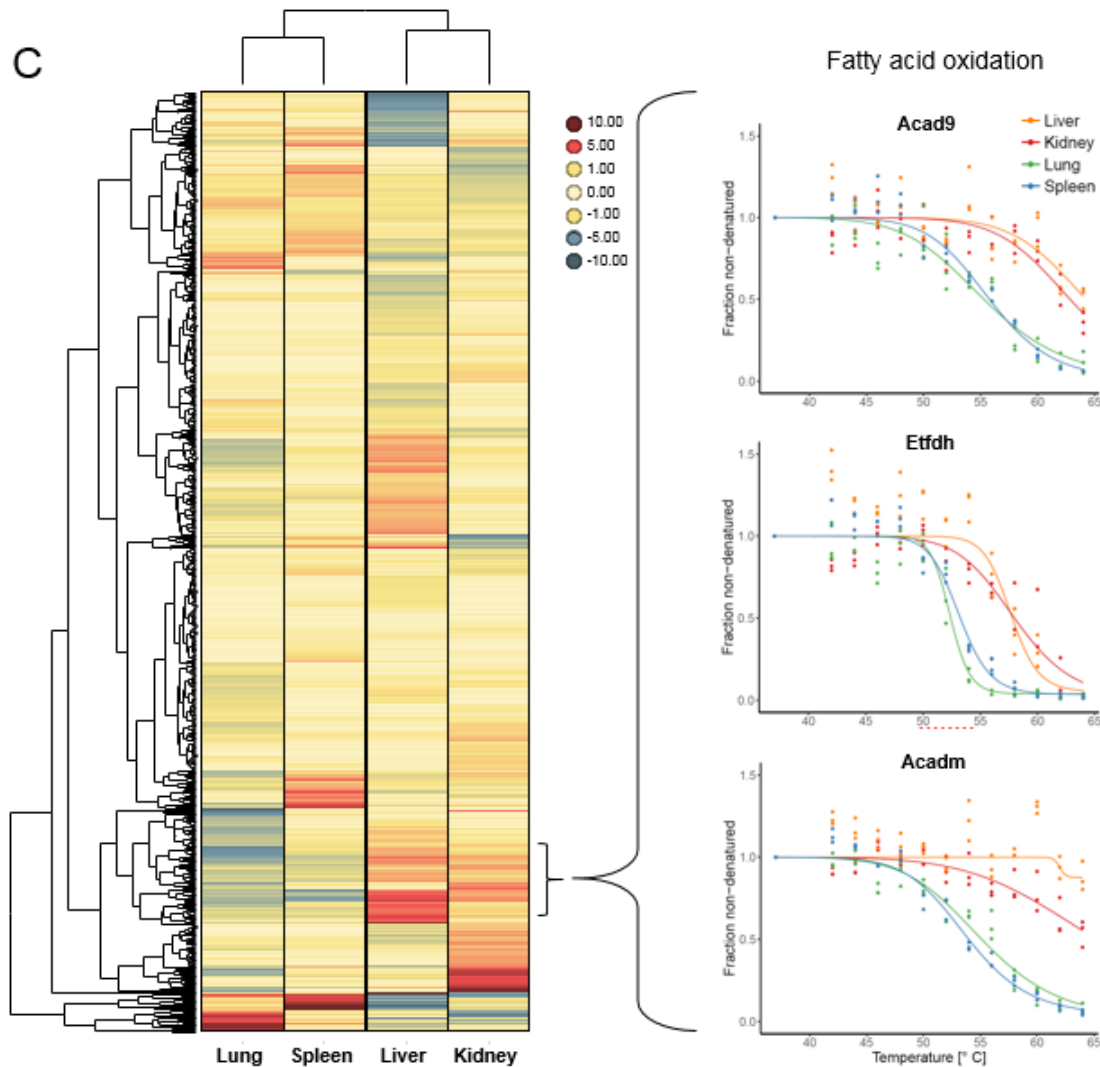 C
Fatty acid oxidation
10.00
5.00
1.00
0.00
-1.00
-5.00
-10.00
Lung
Spleen
Liver
Kidney
Acad9
Liver
Kidney
Lung
Spleen
Fraction non-denatured
1.5
1.0
0.5
0.0
40
45
50
55
60
65
Etfdh
Fraction non-denatured
1.5
1.0
0.5
0.0
40
45
50
55
60
65
Acadm
Fraction non-denatured
1.5
1.0
0.5
0.0
40
45
50
55
60
65
Temperature [° C]